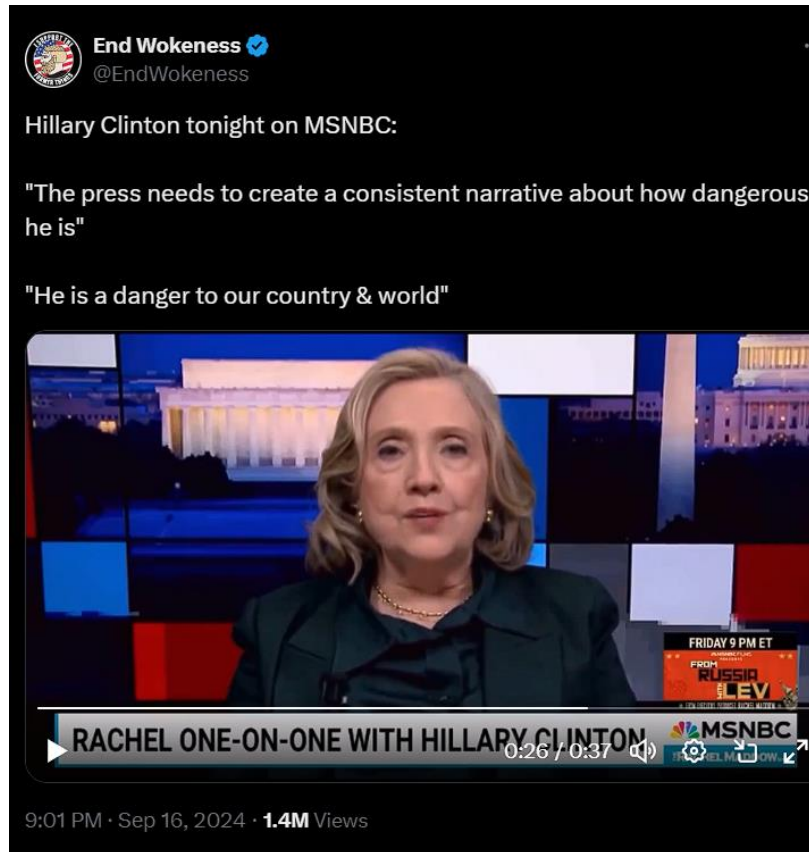 End Wokeness
@EndWokeness
Hillary Clinton tonight on MSNBC:
"The press needs to create a consistent narrative about how dangerous
he is"
"He is a danger to our country & world"
FRIDAY 9 PM ET
FROM
RUSSIA
WITH
LEV
RACHEL ONE-ON-ONE WITH HILLARY CLINTON
MSNBC
0:26 / 0:37
9:01 PM · Sep 16, 2024 · 1.4M Views